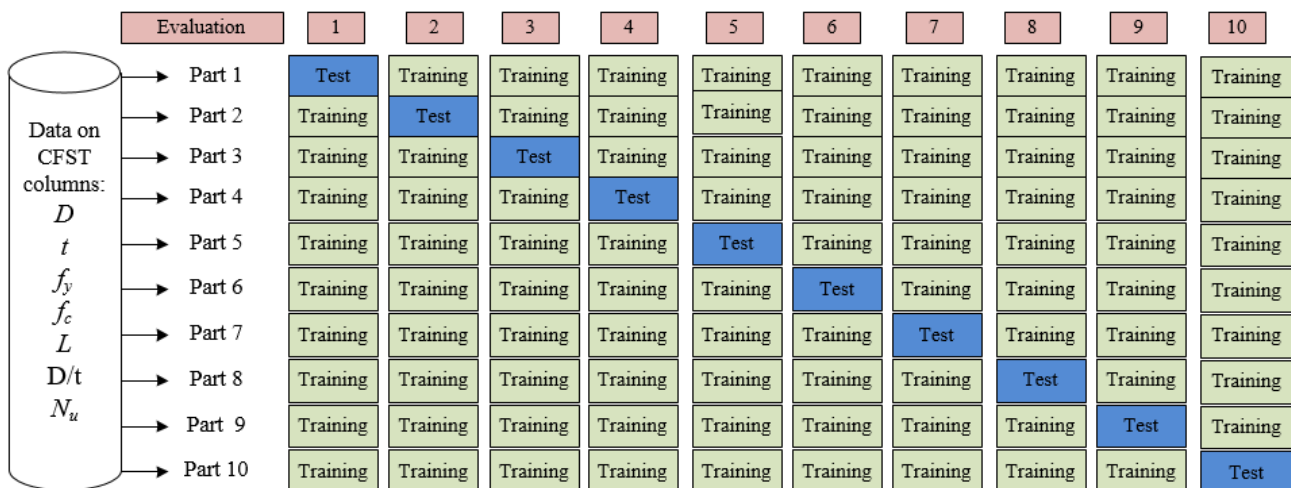 Evaluation 1 2 3 4 5 6 7 8 9 10
Part 1 Test Training Training Training Training Training Training Training Training Training
Part 2 Training Test Training Training Training Training Training Training Training Training
Part 3 Training Training Test Training Training Training Training Training Training Training
Part 4 Training Training Training Test Training Training Training Training Training Training
Part 5 Training Training Training Training Test Training Training Training Training Training
Part 6 Training Training Training Training Training Test Training Training Training Training
Part 7 Training Training Training Training Training Training Test Training Training Training
Part 8 Training Training Training Training Training Training Training Test Training Training
Part 9 Training Training Training Training Training Training Training Training Test Training
Part 10 Training Training Training Training Training Training Training Training Training Test
Data on
CFST
columns:
D
t
f_y
f_c
L
D/t
N_u